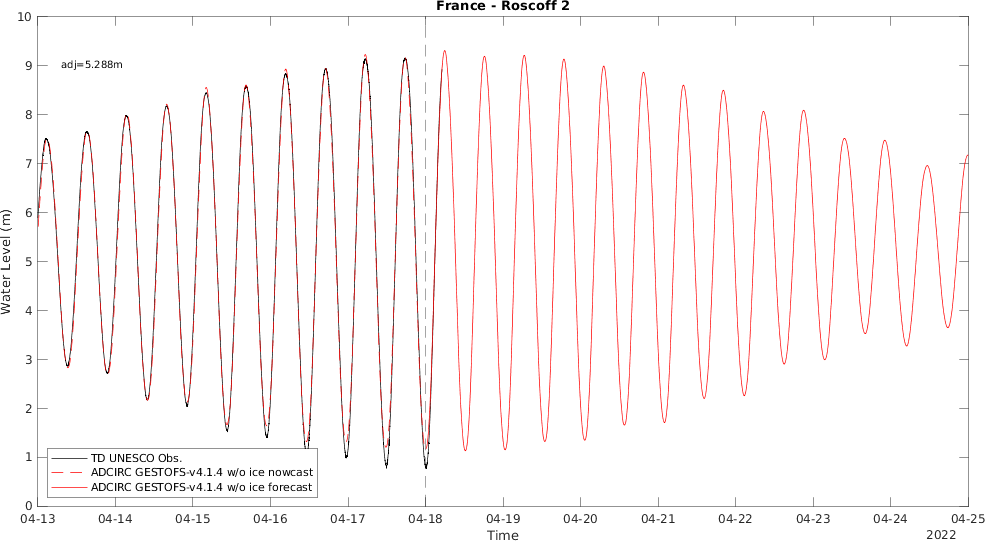 France - Roscoff 2
10
9
8
7
6
5
4
3
2
1
0
Water Level (m)
adj=5.288m
TD UNESCO Obs.
ADCIRC GESTOFS-v4.1.4 w/o ice nowcast
ADCIRC GESTOFS-v4.1.4 w/o ice forecast
04-13 04-14 04-15 04-16 04-17 04-18 04-19 04-20 04-21 04-22 04-23 04-24 04-25
Time
2022